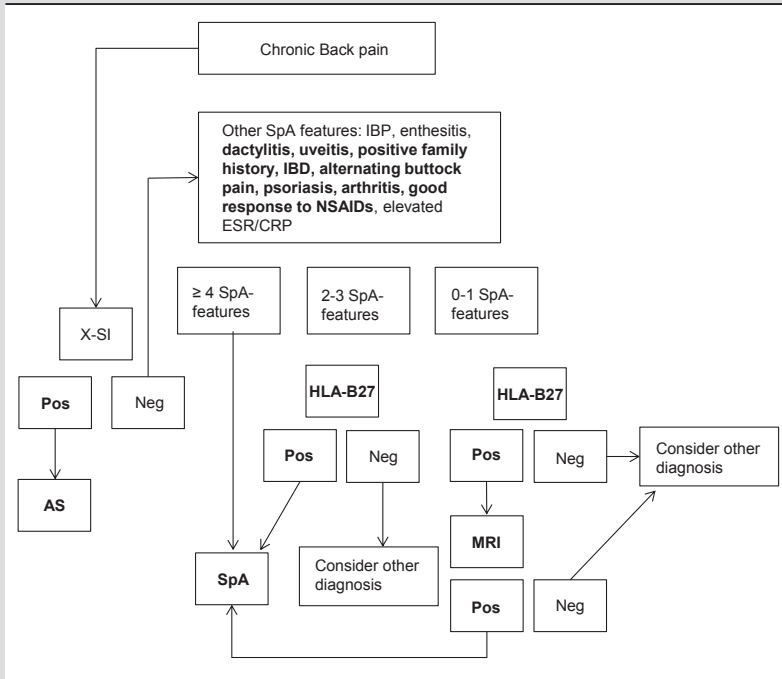 Chronic Back pain
Other SpA features: IBP, enthesitis,
dactylitis, uveitis, positive family
history, IBD, alternating buttock
pain, psoriasis, arthritis, good
response to NSAIDs, elevated
ESR/CRP
≥ 4 SpA-
features
2-3 SpA-
features
0-1 SpA-
features
X-SI
Pos
Neg
AS
HLA-B27
HLA-B27
Pos
Neg
Pos
Neg
Consider other
diagnosis
MRI
SpA
Consider other
diagnosis
Pos
Neg